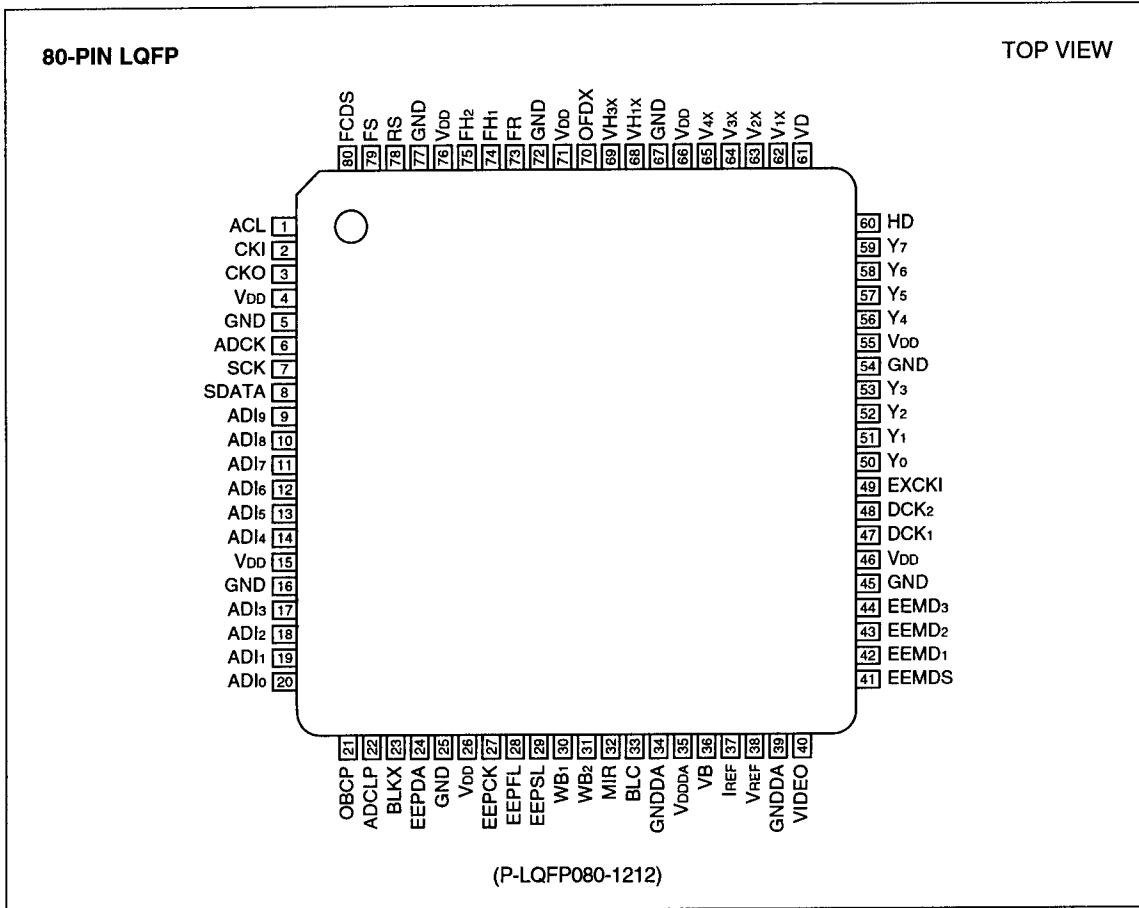 80-PIN LQFP
TOP VIEW
FCDS FS RS GND VDD FH2 FH1 FR GND VDD OFDX VH3X VH1X GND VDD V4X V3X V2X V1X VD
80 79 78 77 76 75 74 73 72 71 70 69 68 67 66 65 64 63 62 61
ACL 1
CKI 2
CKO 3
VDD 4
GND 5
ADCK 6
SCK 7
SDATA 8
ADI9 9
ADI8 10
ADI7 11
ADI6 12
ADI5 13
ADI4 14
VDD 15
GND 16
ADI3 17
ADI2 18
ADI1 19
ADI0 20
60 HD
59 Y7
58 Y6
57 Y5
56 Y4
55 VDD
54 GND
53 Y3
52 Y2
51 Y1
50 Y0
49 EXCKI
48 DCK2
47 DCK1
46 VDD
45 GND
44 EEMD3
43 EEMD2
42 EEMD1
41 EEMDS
21 22 23 24 25 26 27 28 29 30 31 32 33 34 35 36 37 38 39 40
OBCP ADCLP BLKX EEPDA GND VDD EEPCK EEPFL EEPSL WB1 WB2 MIR BLC GNDDA VDDDA VB IREF VREF GNDDA VIDEO
(P-LQFP080-1212)